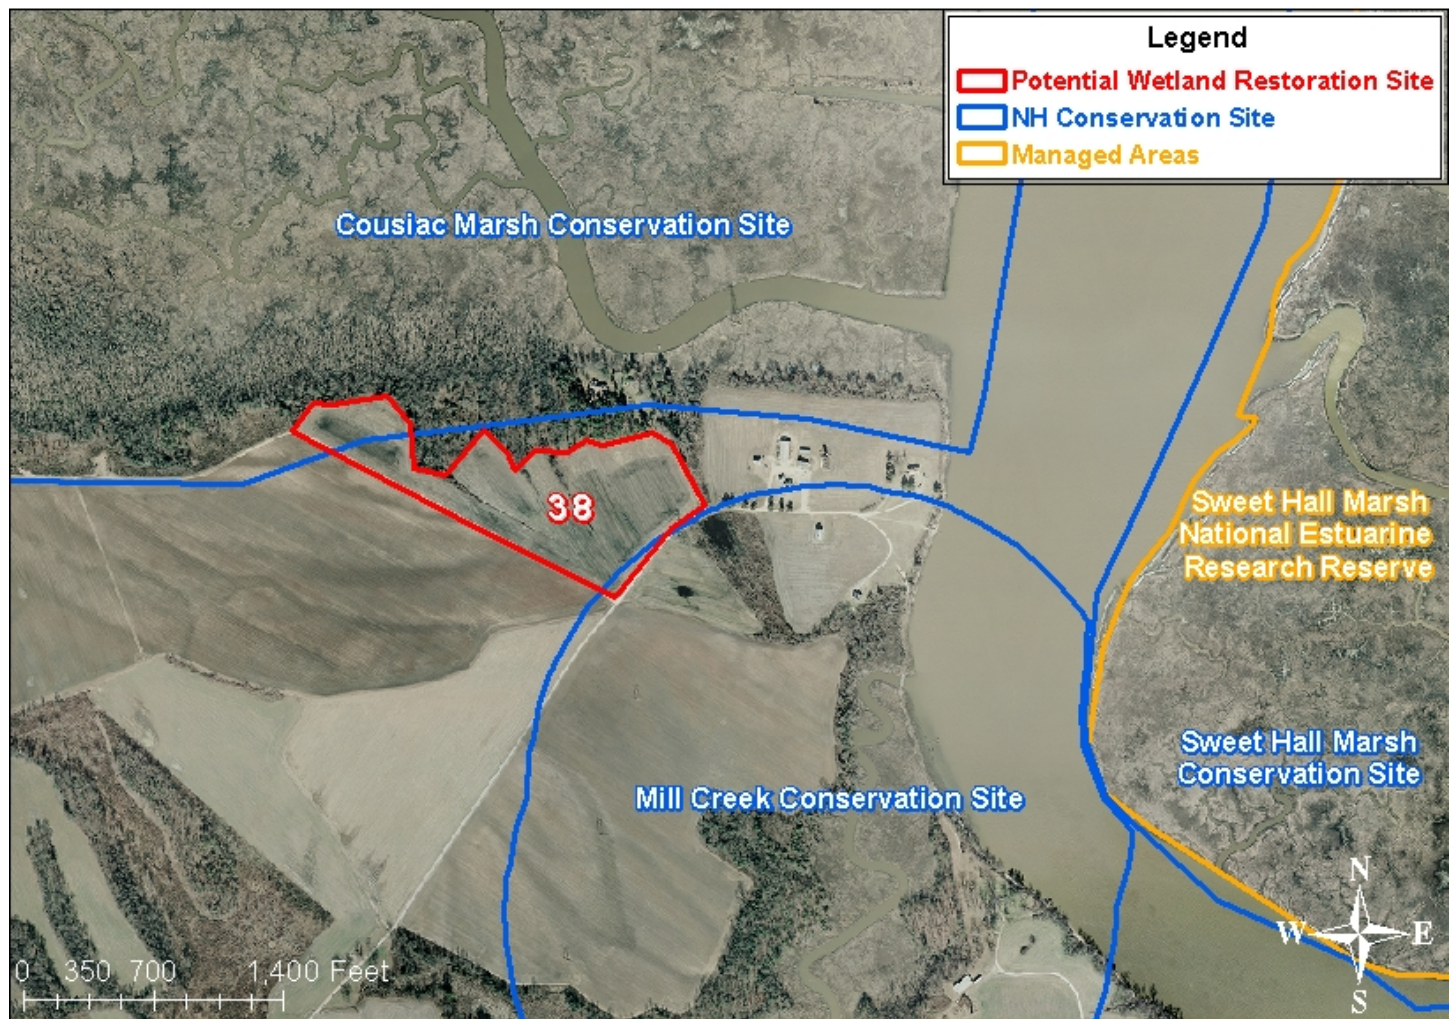 Legend
Potential Wetland Restoration Site
NH Conservation Site
Managed Areas
Cousiac Marsh Conservation Site
38
Sweet Hall Marsh
National Estuarine
Research Reserve
Sweet Hall Marsh
Conservation Site
Mill Creek Conservation Site
N
W E
S
0 350 700 1,400 Feet